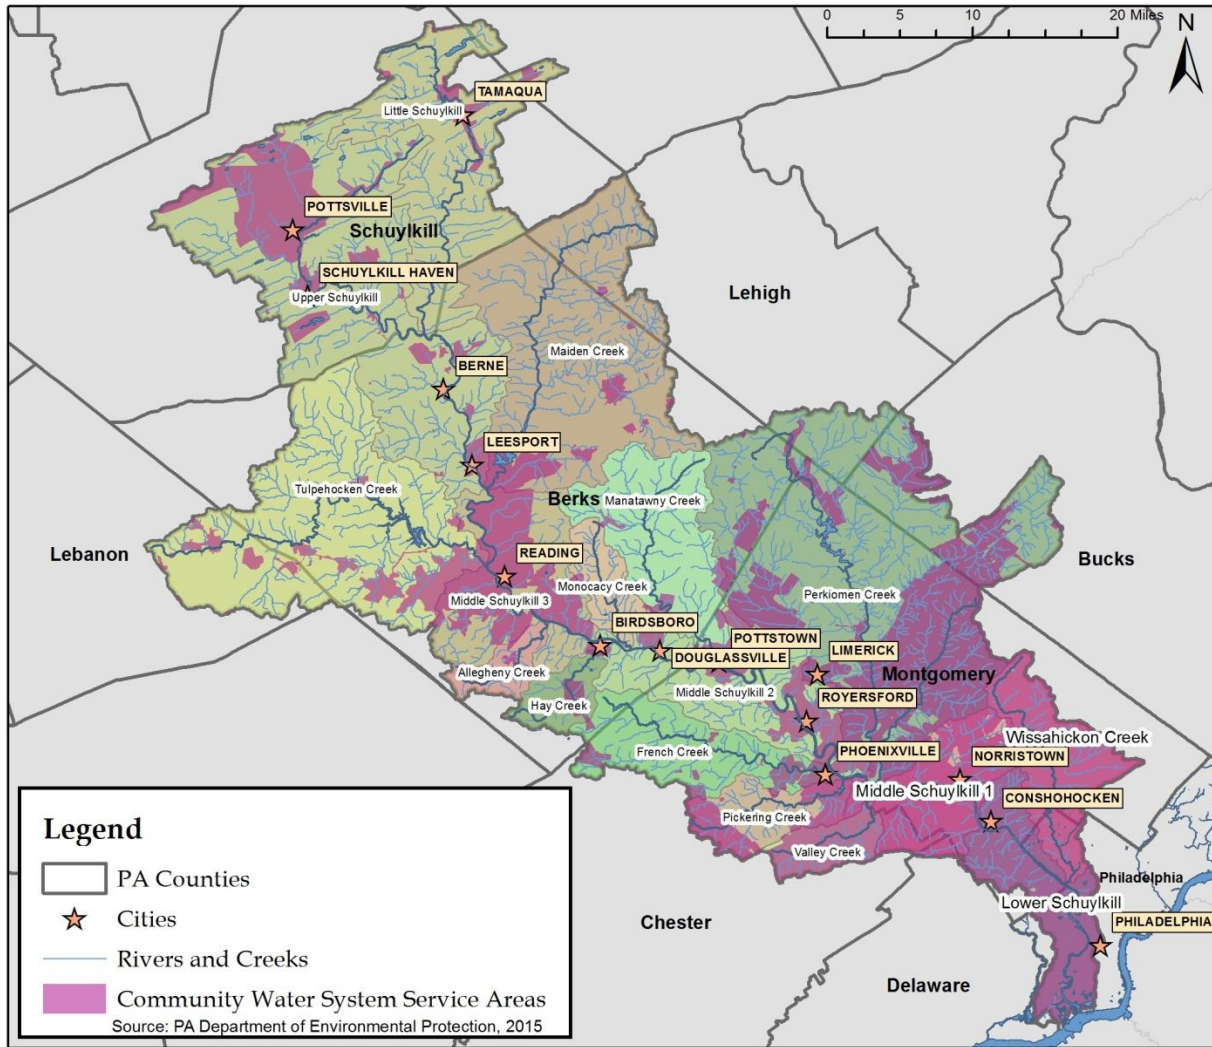 0 5 10 20 Miles
N
TAMAQUA
Little Schuylkill
POTTSVILLE
Schuylkill
SCHUYLKILL HAVEN
Upper Schuylkill
Lehigh
Maiden Creek
BERNE
LEESPORT
Tulpehocken Creek
Berks
Manatawny Creek
Lebanon
READING
Bucks
Monocacy Creek
Perkiomen Creek
Middle Schuylkill 3
BIRDSBORO
POTTSTOWN
LIMERICK
DOUGLASSVILLE
Allegheny Creek
Montgomery
Middle Schuylkill 2
ROYERSFORD
Hay Creek
Wissahickon Creek
French Creek
PHOENIXVILLE
NORRISTOWN
Middle Schuylkill 1
CONSHOHOCKEN
Pickering Creek
Valley Creek
Philadelphia
Lower Schuylkill
Chester
PHILADELPHIA
Delaware
Legend
PA Counties
Cities
Rivers and Creeks
Community Water System Service Areas
Source: PA Department of Environmental Protection, 2015